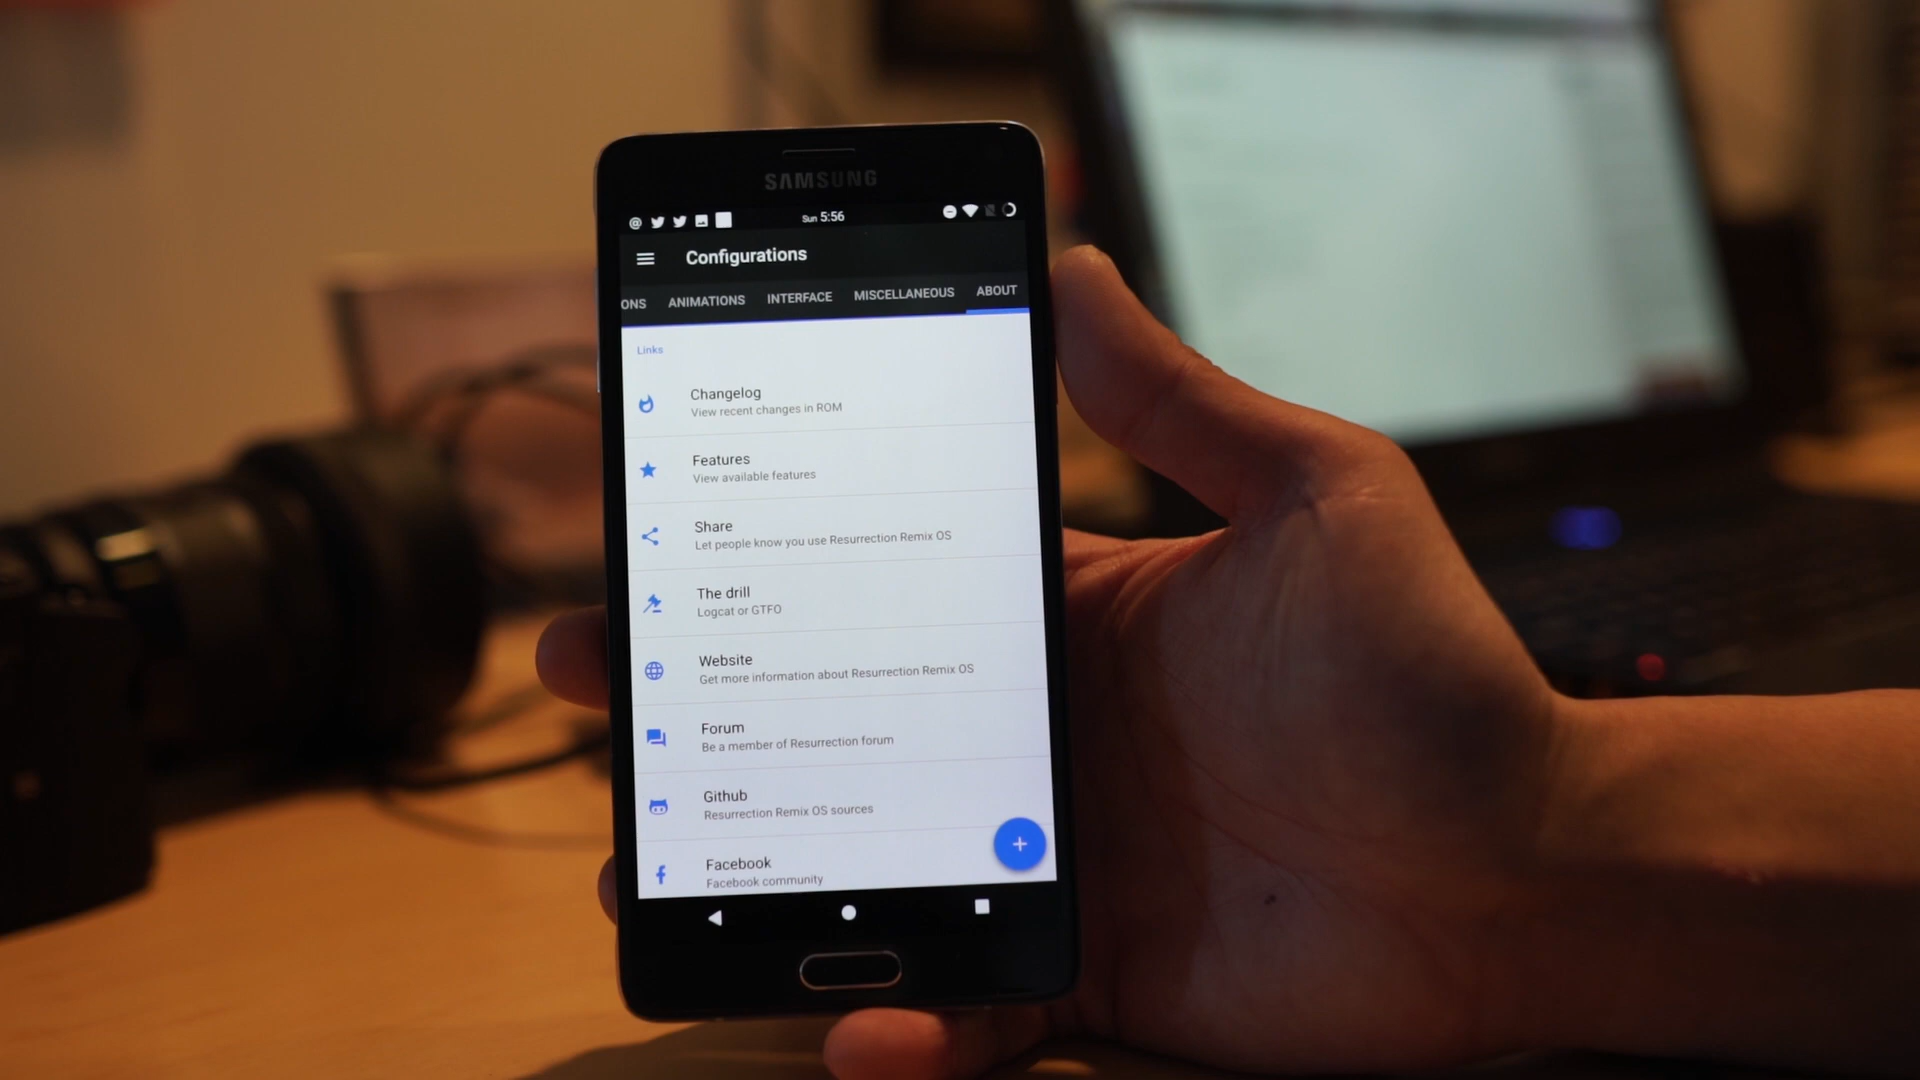 SAMSUNG
Sun 5:56
Configurations
ONS ANIMATIONS INTERFACE MISCELLANEOUS ABOUT
Links
Changelog
View recent changes in ROM
Features
View available features
Share
Let people know you use Resurrection Remix OS
The drill
Logcat or GTFO
Website
Get more information about Resurrection Remix OS
Forum
Be a member of Resurrection forum
Github
Resurrection Remix OS sources
Facebook
Facebook community